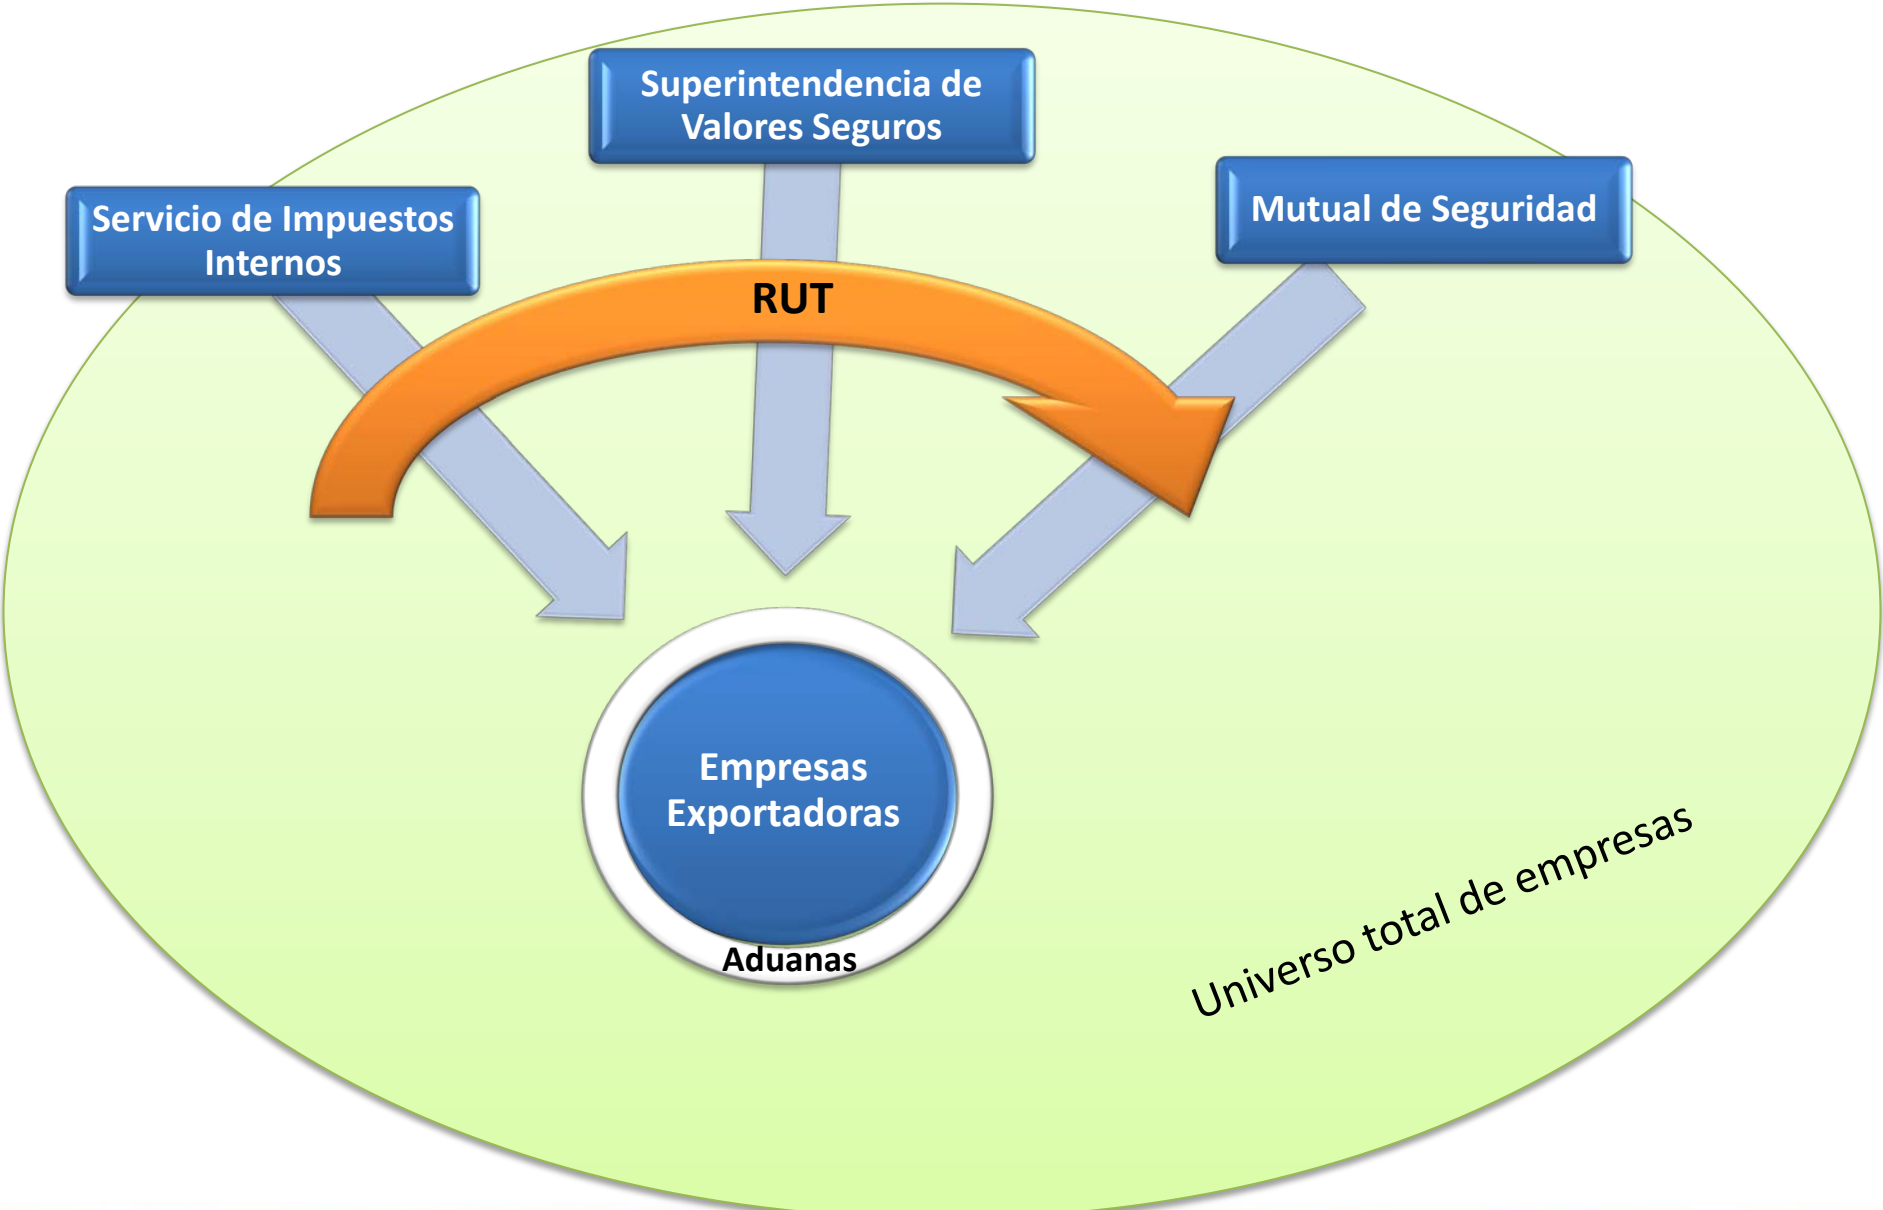 Superintendencia de
Valores Seguros
Servicio de Impuestos
Internos
Mutual de Seguridad
RUT
Empresas
Exportadoras
Aduanas
Universo total de empresas